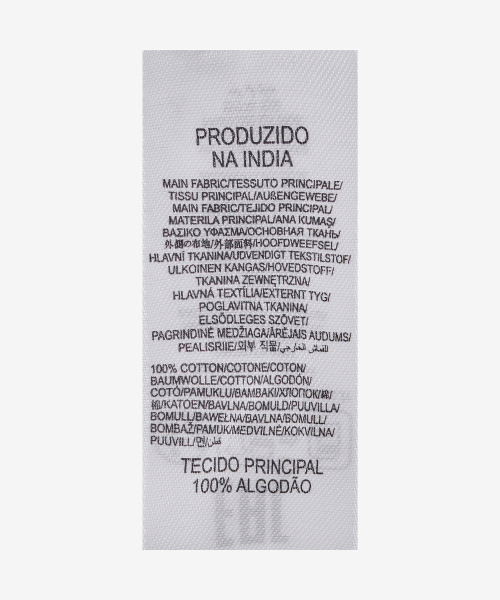 PRODUZIDO
NA INDIA
MAIN FABRIC/TESSUTO PRINCIPALE/
TISSU PRINCIPAL/AUßENGEWEBE/
MAIN FABRIC/TEJIDO PRINCIPAL/
MATERILA PRINCIPAL/ANA KUMAŞ/
ΒΑΣΙΚΟ ΥΦΑΣΜΑ/ОСНОВНАЯ ТКАНЬ/
外側の布地/外部面料/HOOFDWEEFSEL/
HLAVNÍ TKANINA/UDVENDIGT TEKSTILSTOF/
ULKOINEN KANGAS/HOVEDSTOFF/
TKANINA ZEWNĘTRZNA/
HLAVNÁ TEXTÍLIA/EXTERNT TYG/
POGLAVITNA TKANINA/
ELSŐDLEGES SZÖVET/
PAGRINDINĖ MEDŽIAGA/ĀRĒJAIS AUDUMS/
PEALISRIIE/외부 직물/القماش الخارجي/
100% COTTON/COTONE/COTON/
BAUMWOLLE/COTTON/ALGODÓN/
COTÓ/PAMUKLU/ΒΑΜΒΑΚΙ/ХЛОПОК/綿/
棉/KATOEN/BAVLNA/BOMULD/PUUVILLA/
BOMULL/BAWEŁNA/BAVLNA/BOMULL/
BOMBAŽ/PAMUK/MEDVILNĖ/KOKVILNA/
PUUVILL/면/قطن
TECIDO PRINCIPAL
100% ALGODÃO